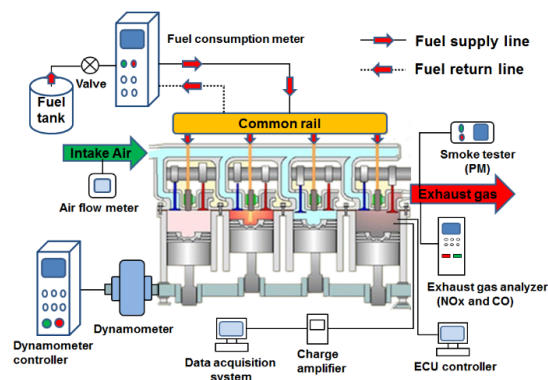 Fuel consumption meter
Fuel supply line
Fuel return line
Valve
Fuel
tank
Common rail
Intake Air
Air flow meter
Smoke tester
(PM)
Exhaust gas
Exhaust gas analyzer
(NOx and CO)
Dynamometer
Dynamometer
controller
Data acquisition
system
Charge
amplifier
ECU controller